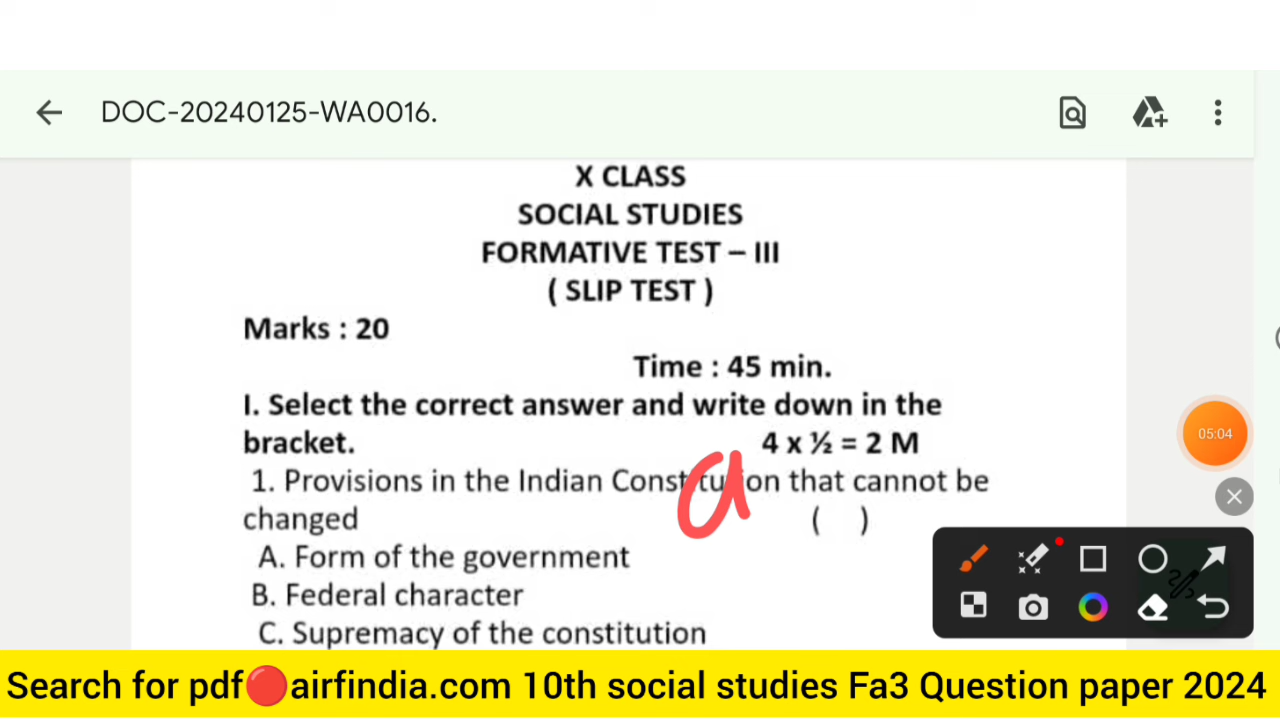 DOC-20240125-WA0016.
X CLASS
SOCIAL STUDIES
FORMATIVE TEST – III
( SLIP TEST )
Marks : 20
Time : 45 min.
I. Select the correct answer and write down in the
bracket. 4 x ½ = 2 M
1. Provisions in the Indian Constitution that cannot be
changed ( )
a
A. Form of the government
B. Federal character
C. Supremacy of the constitution
05:04
Search for pdf🔴airfindia.com 10th social studies Fa3 Question paper 2024